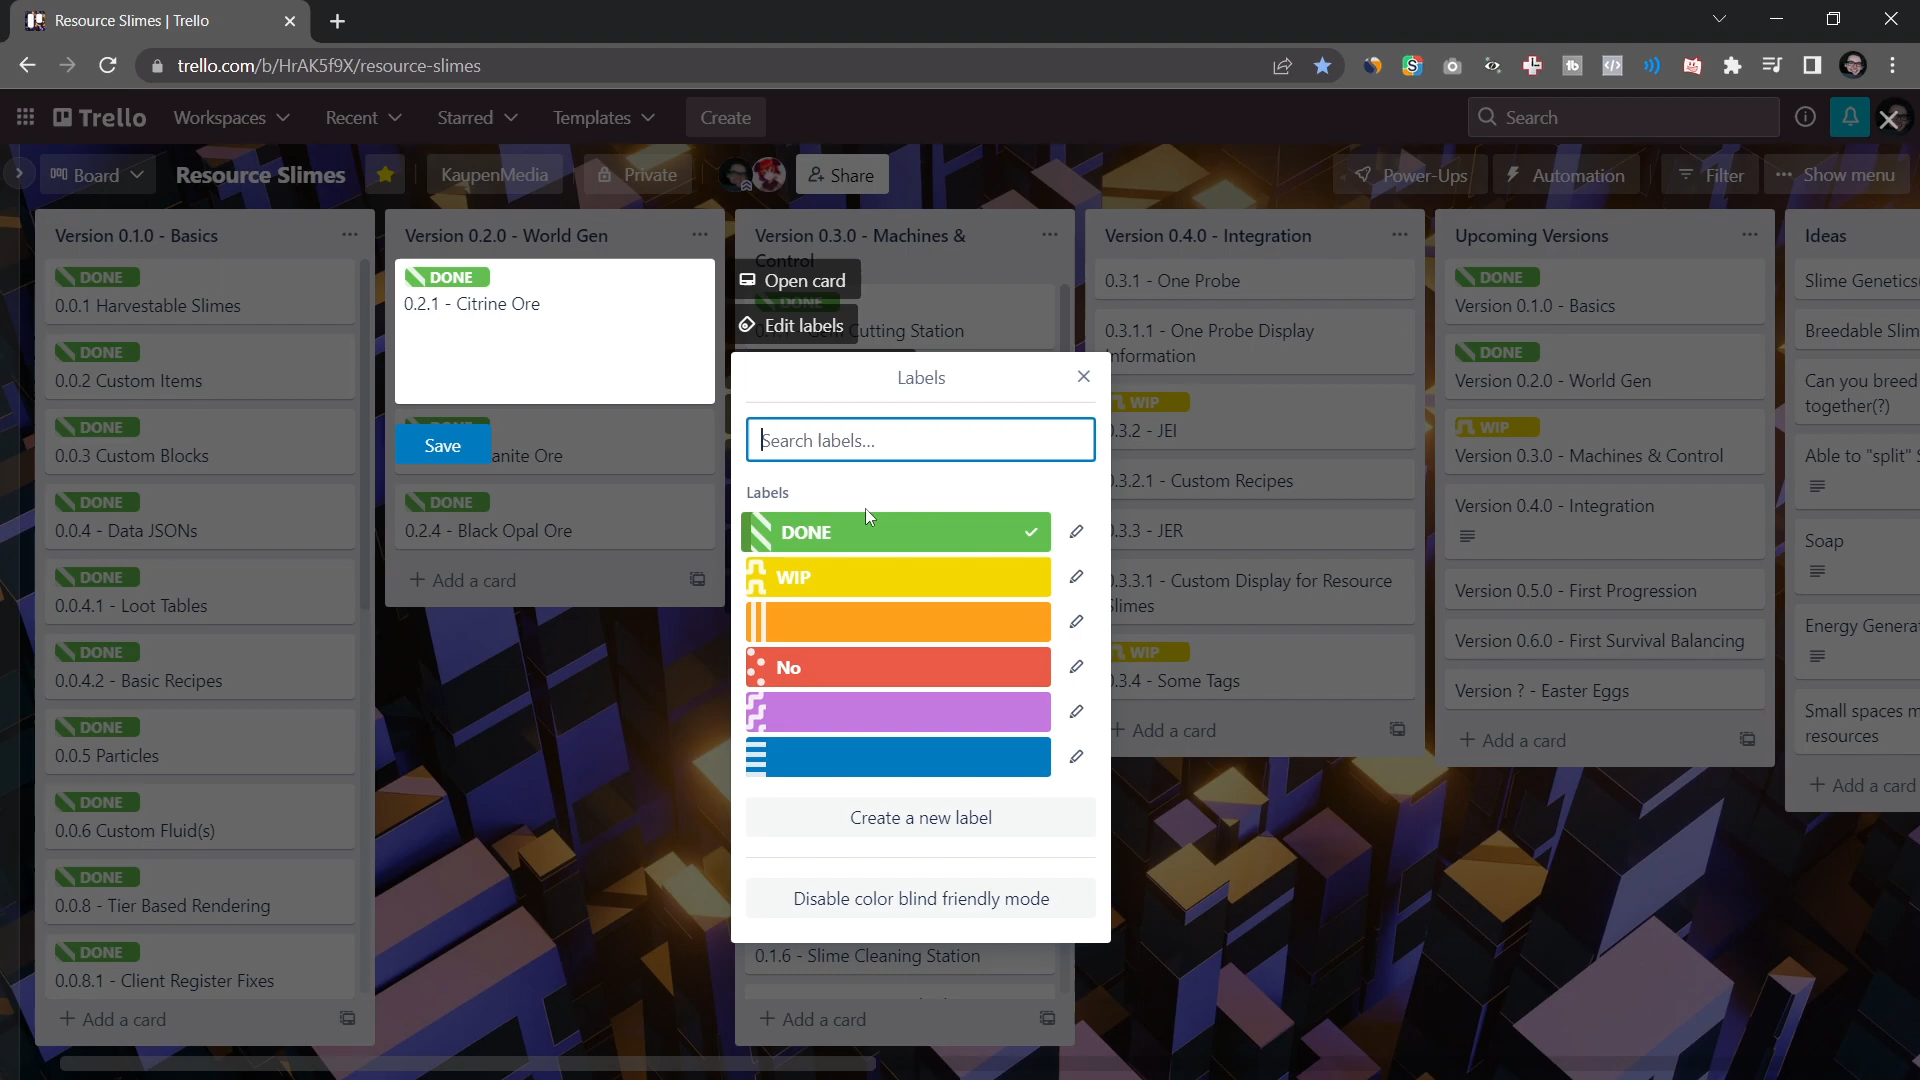 Resource Slimes | Trello
trello.com/b/HrAK5f9X/resource-slimes
Trello
Workspaces
Recent
Starred
Templates
Create
Search
Board
Resource Slimes
KaupenMedia
Private
Share
Power-Ups
Automation
Filter
Show menu
Version 0.1.0 - Basics
DONE
0.0.1 Harvestable Slimes
DONE
0.0.2 Custom Items
DONE
0.0.3 Custom Blocks
DONE
0.0.4 - Data JSONs
DONE
0.0.4.1 - Loot Tables
DONE
0.0.4.2 - Basic Recipes
DONE
0.0.5 Particles
DONE
0.0.6 Custom Fluid(s)
DONE
0.0.8 - Tier Based Rendering
DONE
0.0.8.1 - Client Register Fixes
+ Add a card
Version 0.2.0 - World Gen
DONE
0.2.1 - Citrine Ore
Save
anite Ore
DONE
0.2.4 - Black Opal Ore
+ Add a card
Version 0.3.0 - Machines &
Control
Open card
DONE
Edit labels
Cutting Station
Labels
Search labels...
Labels
DONE
WIP
No
Create a new label
Disable color blind friendly mode
0.1.6 - Slime Cleaning Station
+ Add a card
Version 0.4.0 - Integration
0.3.1 - One Probe
0.3.1.1 - One Probe Display
Information
WIP
0.3.2 - JEI
0.3.2.1 - Custom Recipes
0.3.3 - JER
0.3.3.1 - Custom Display for Resource
Slimes
WIP
0.3.4 - Some Tags
+ Add a card
Upcoming Versions
DONE
Version 0.1.0 - Basics
DONE
Version 0.2.0 - World Gen
WIP
Version 0.3.0 - Machines & Control
Version 0.4.0 - Integration
Version 0.5.0 - First Progression
Version 0.6.0 - First Survival Balancing
Version ? - Easter Eggs
+ Add a card
Ideas
Slime Genetics
Breedable Slim
Can you breed
together(?)
Able to "split" S
Soap
Energy Genera
Small spaces m
resources
+ Add a card